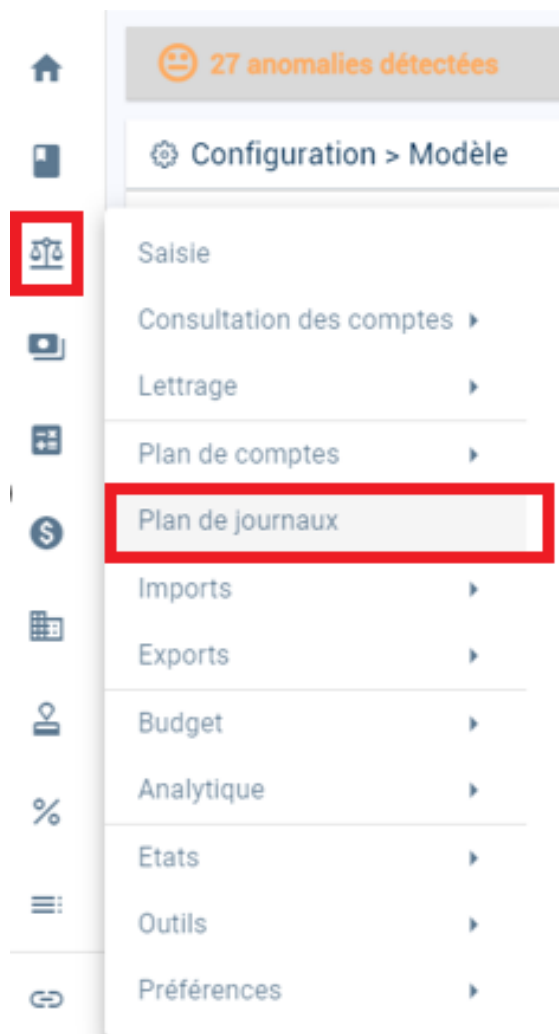 27 anomalies détectées
Configuration > Modèle
Saisie
Consultation des comptes
Lettrage
Plan de comptes
Plan de journaux
Imports
Exports
Budget
Analytique
Etats
Outils
Préférences